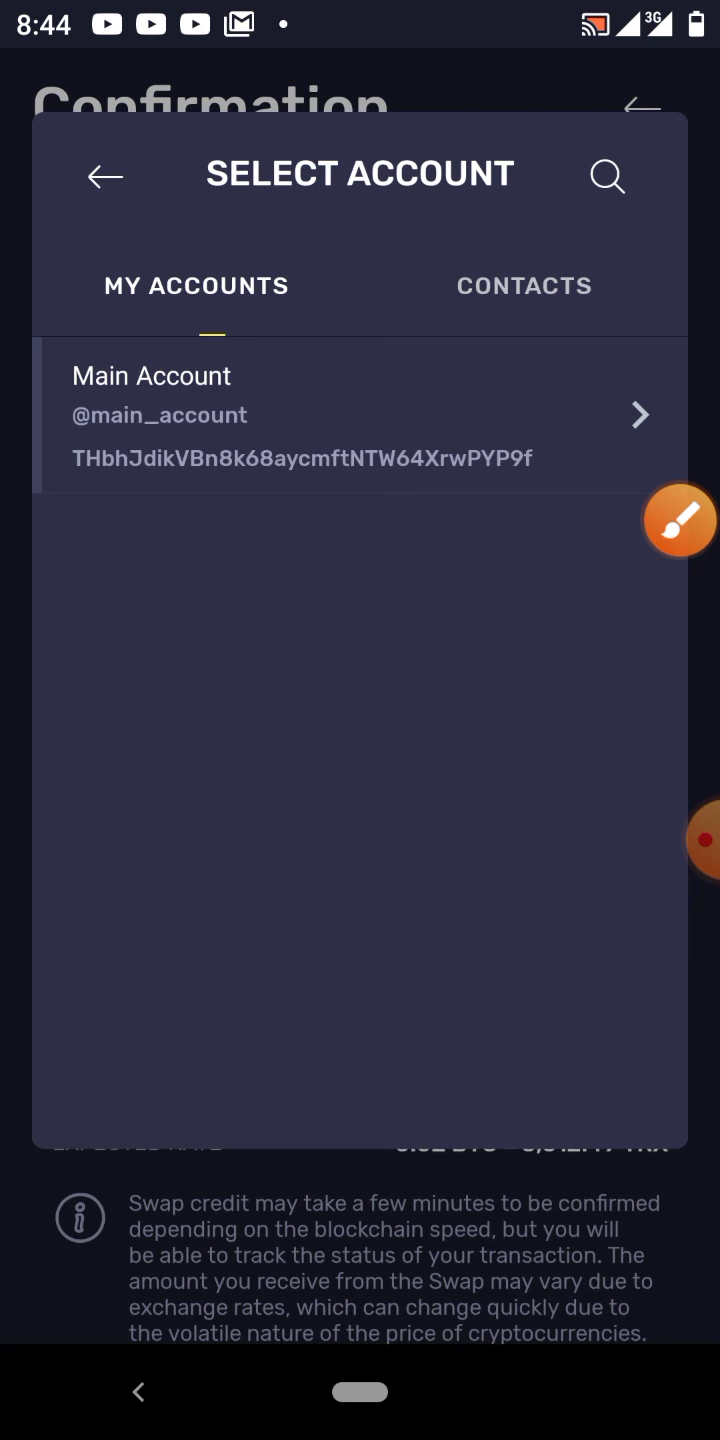 8:44
3G
Confirmation
SELECT ACCOUNT
MY ACCOUNTS CONTACTS
Main Account
@main_account
THbhJdikVBn8k68aycmftNTW64XrwPYP9f
Swap credit may take a few minutes to be confirmed
depending on the blockchain speed, but you will
be able to track the status of your transaction. The
amount you receive from the Swap may vary due to
exchange rates, which can change quickly due to
the volatile nature of the price of cryptocurrencies.